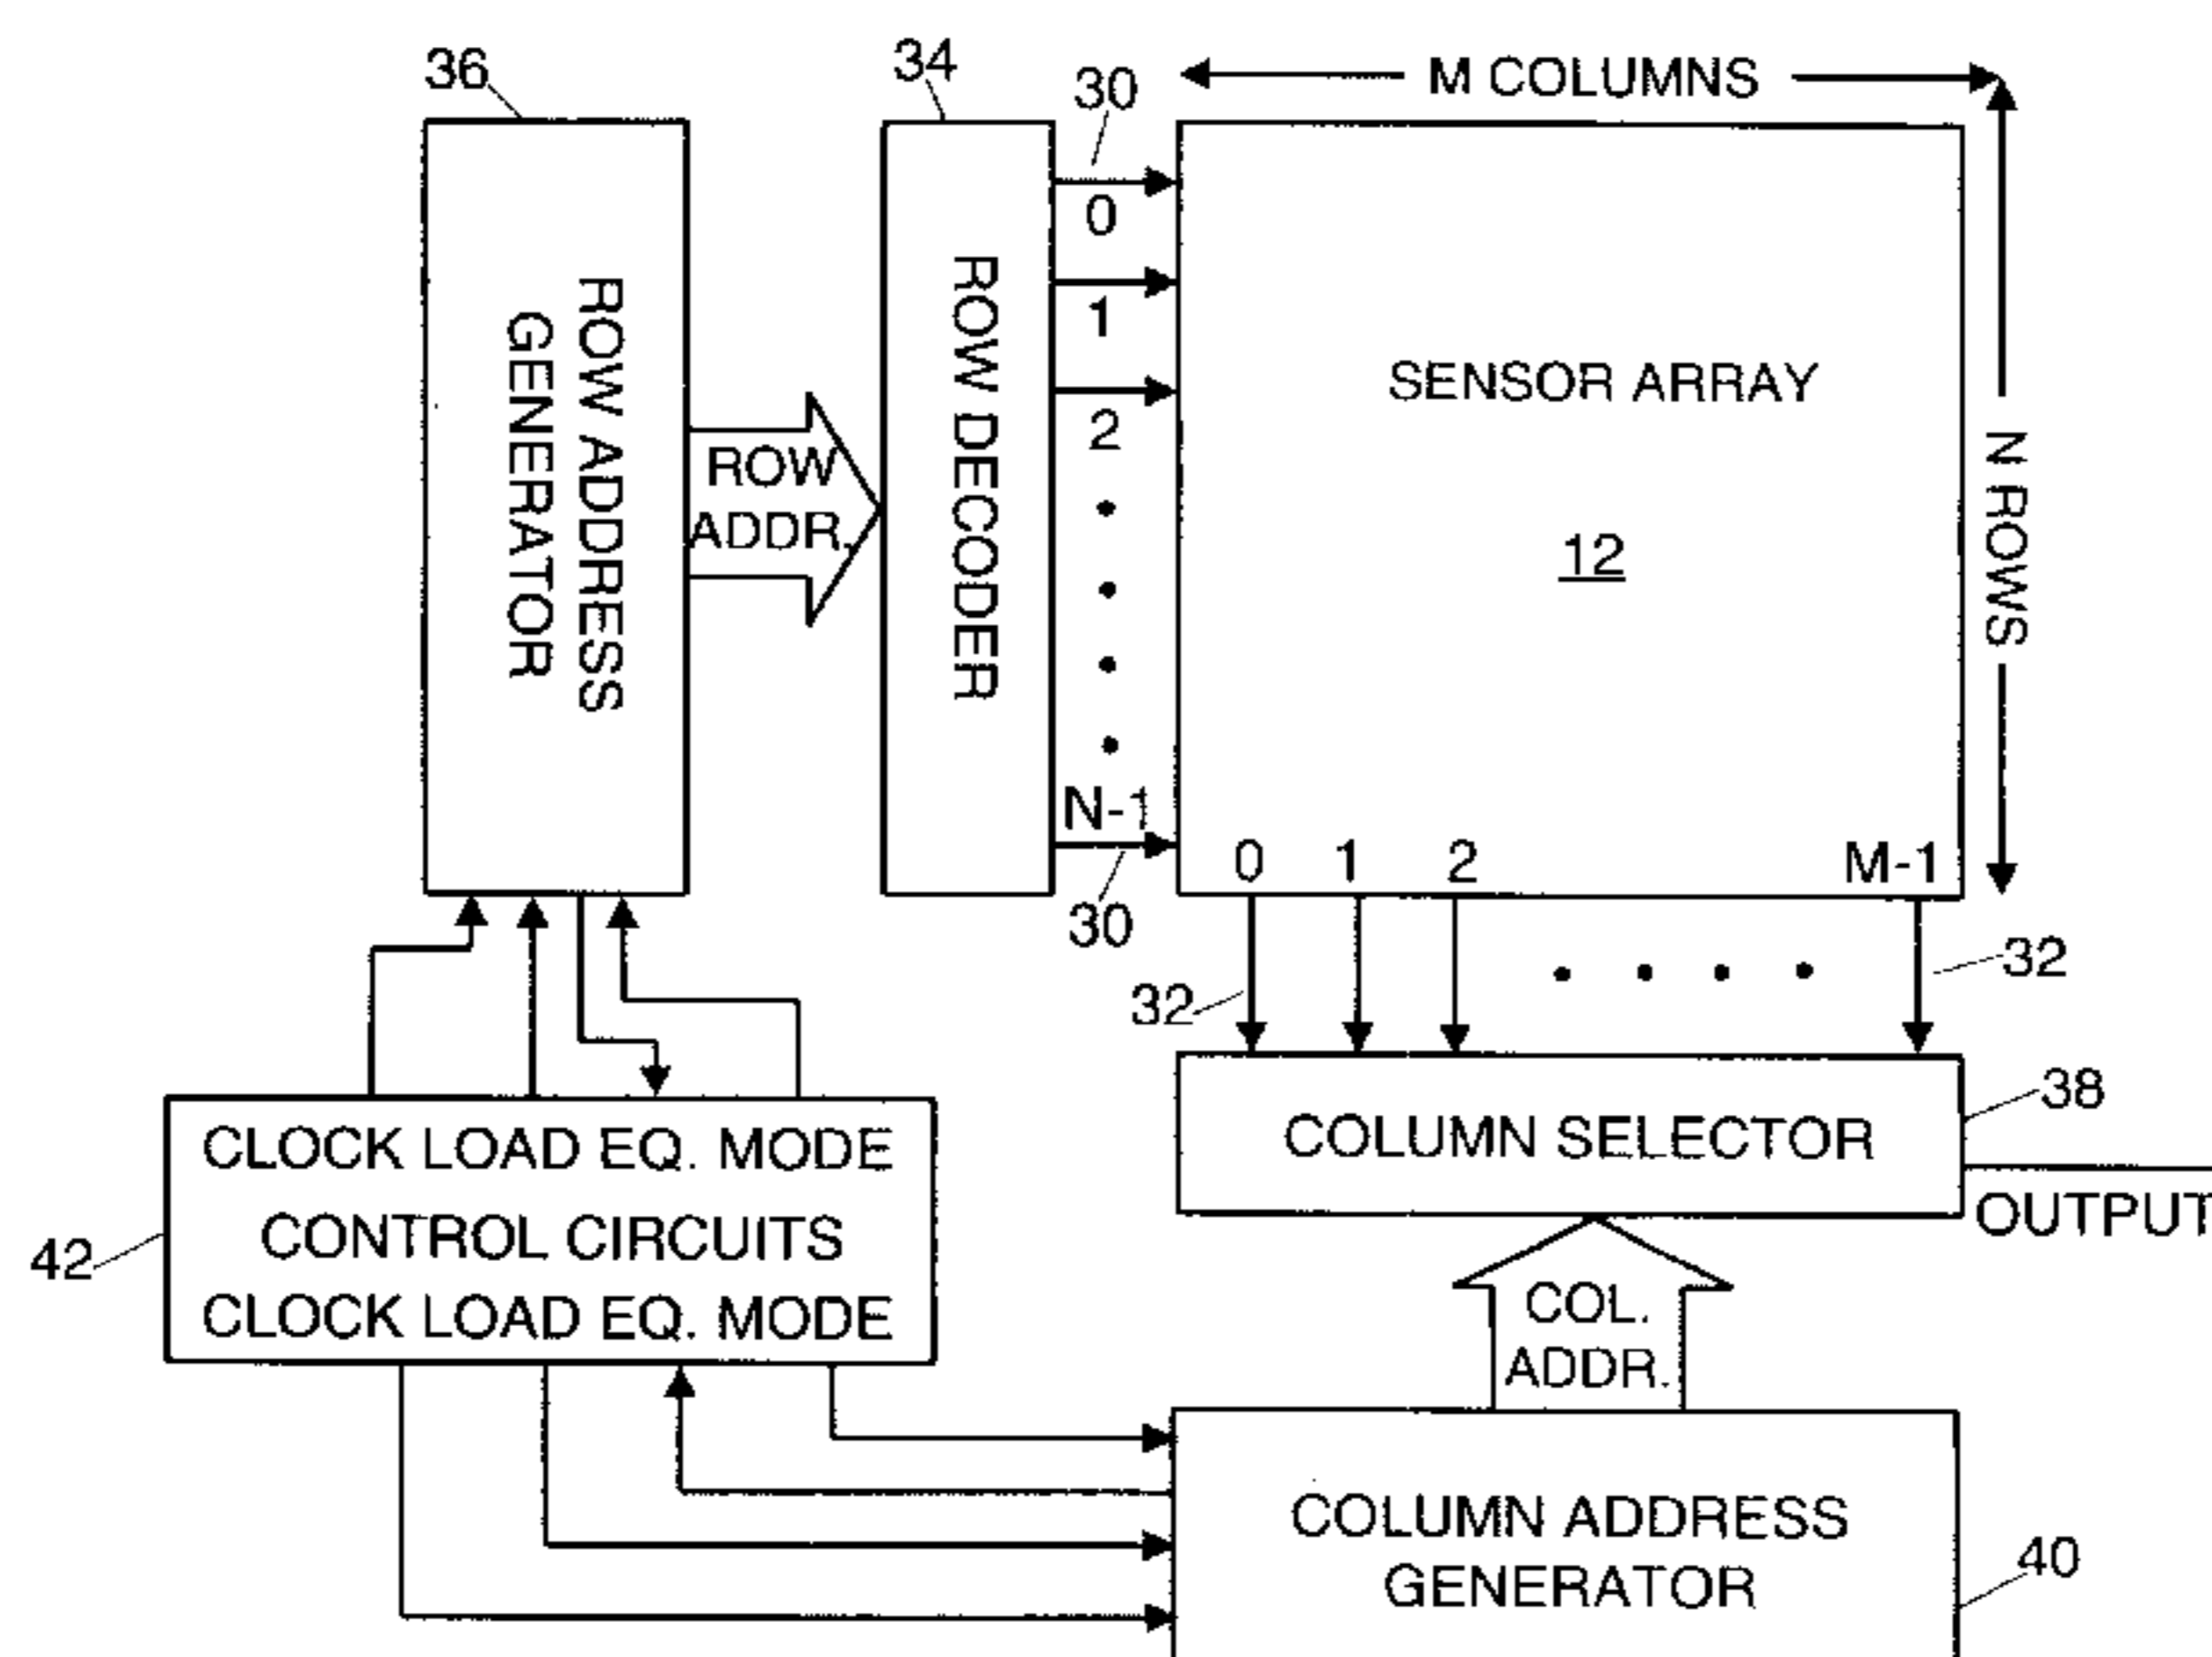 36
34
30
M COLUMNS
0
1
2
N-1
30
ROW ADDRESS
GENERATOR
ROW
ADDR.
ROW DECODER
SENSOR ARRAY
12
N ROWS
0 1 2 M-1
32
32
38
COLUMN SELECTOR
OUTPUT
CLOCK LOAD EQ. MODE
CONTROL CIRCUITS
CLOCK LOAD EQ. MODE
42
COL.
ADDR.
COLUMN ADDRESS
GENERATOR
40